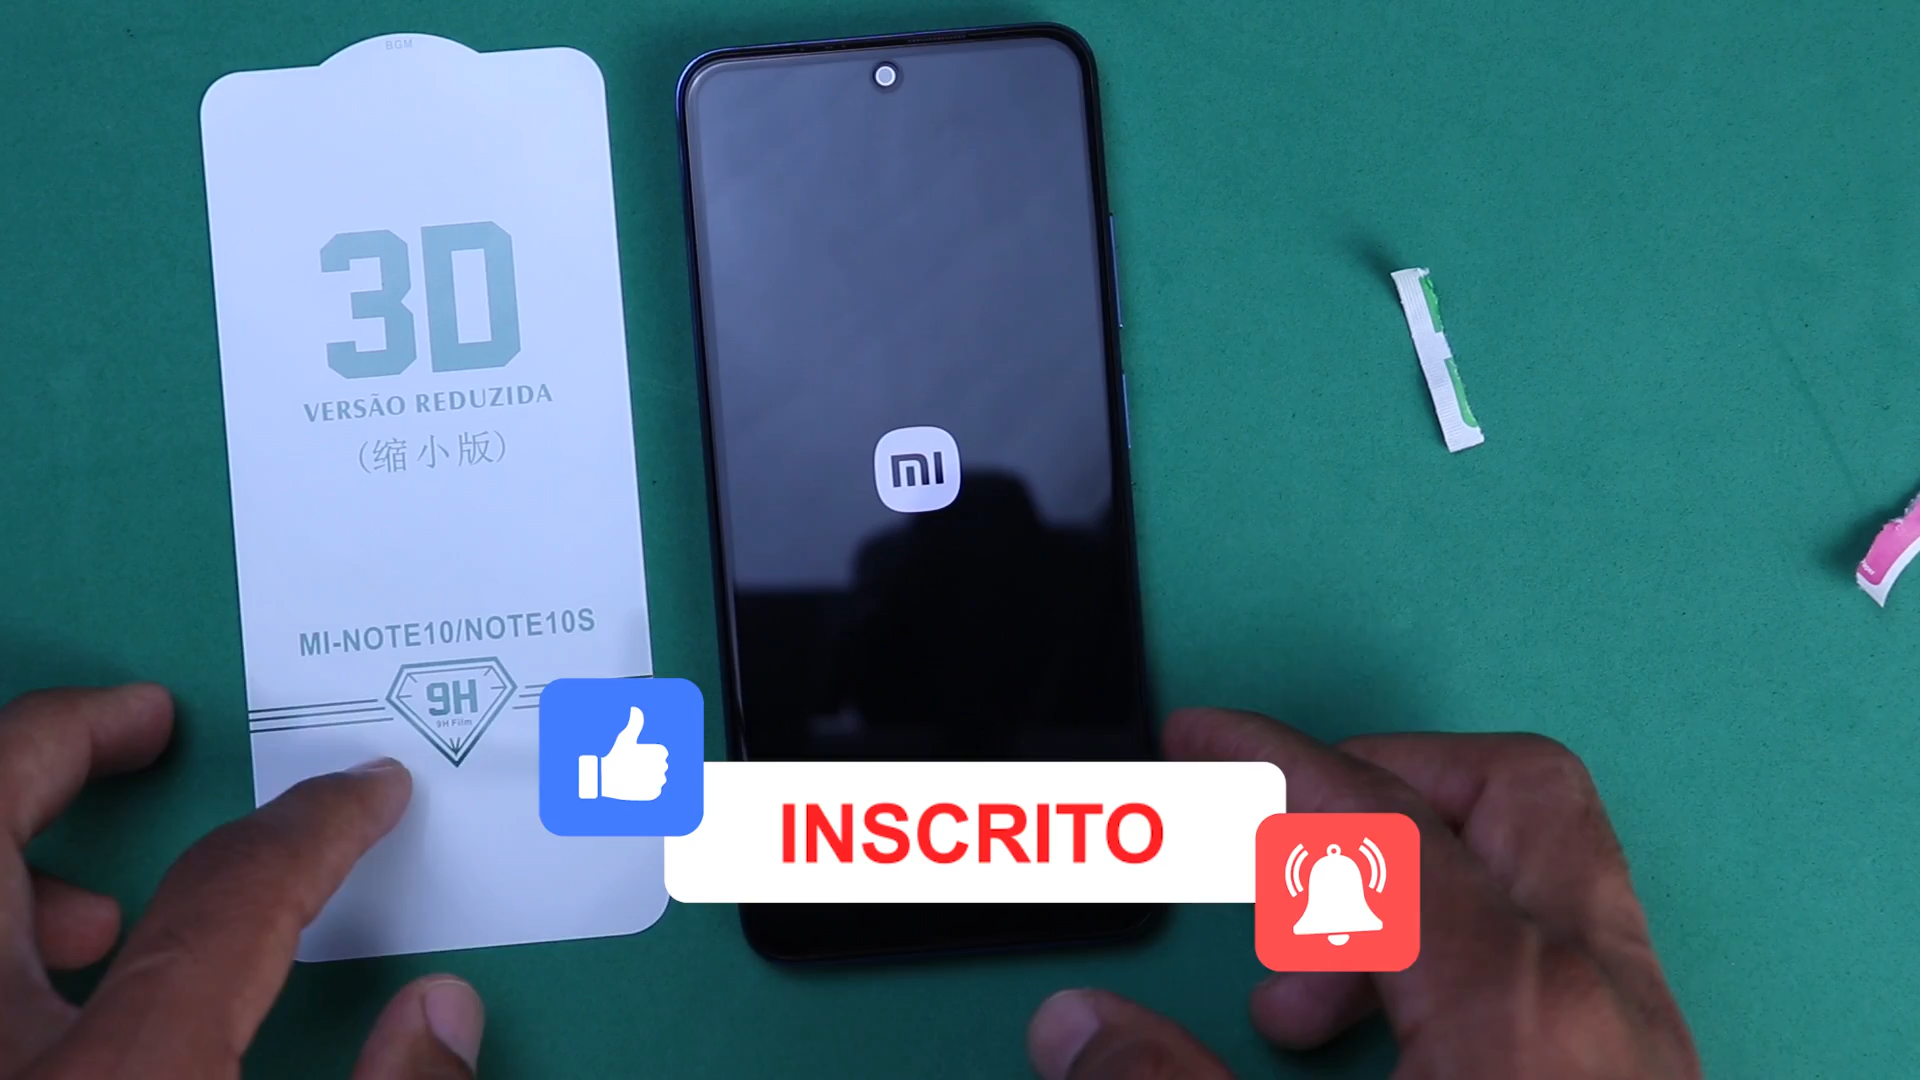 BGM
3D
VERSÃO REDUZIDA
(缩小版)
MI-NOTE10/NOTE10S
9H
9H Film
mi
INSCRITO